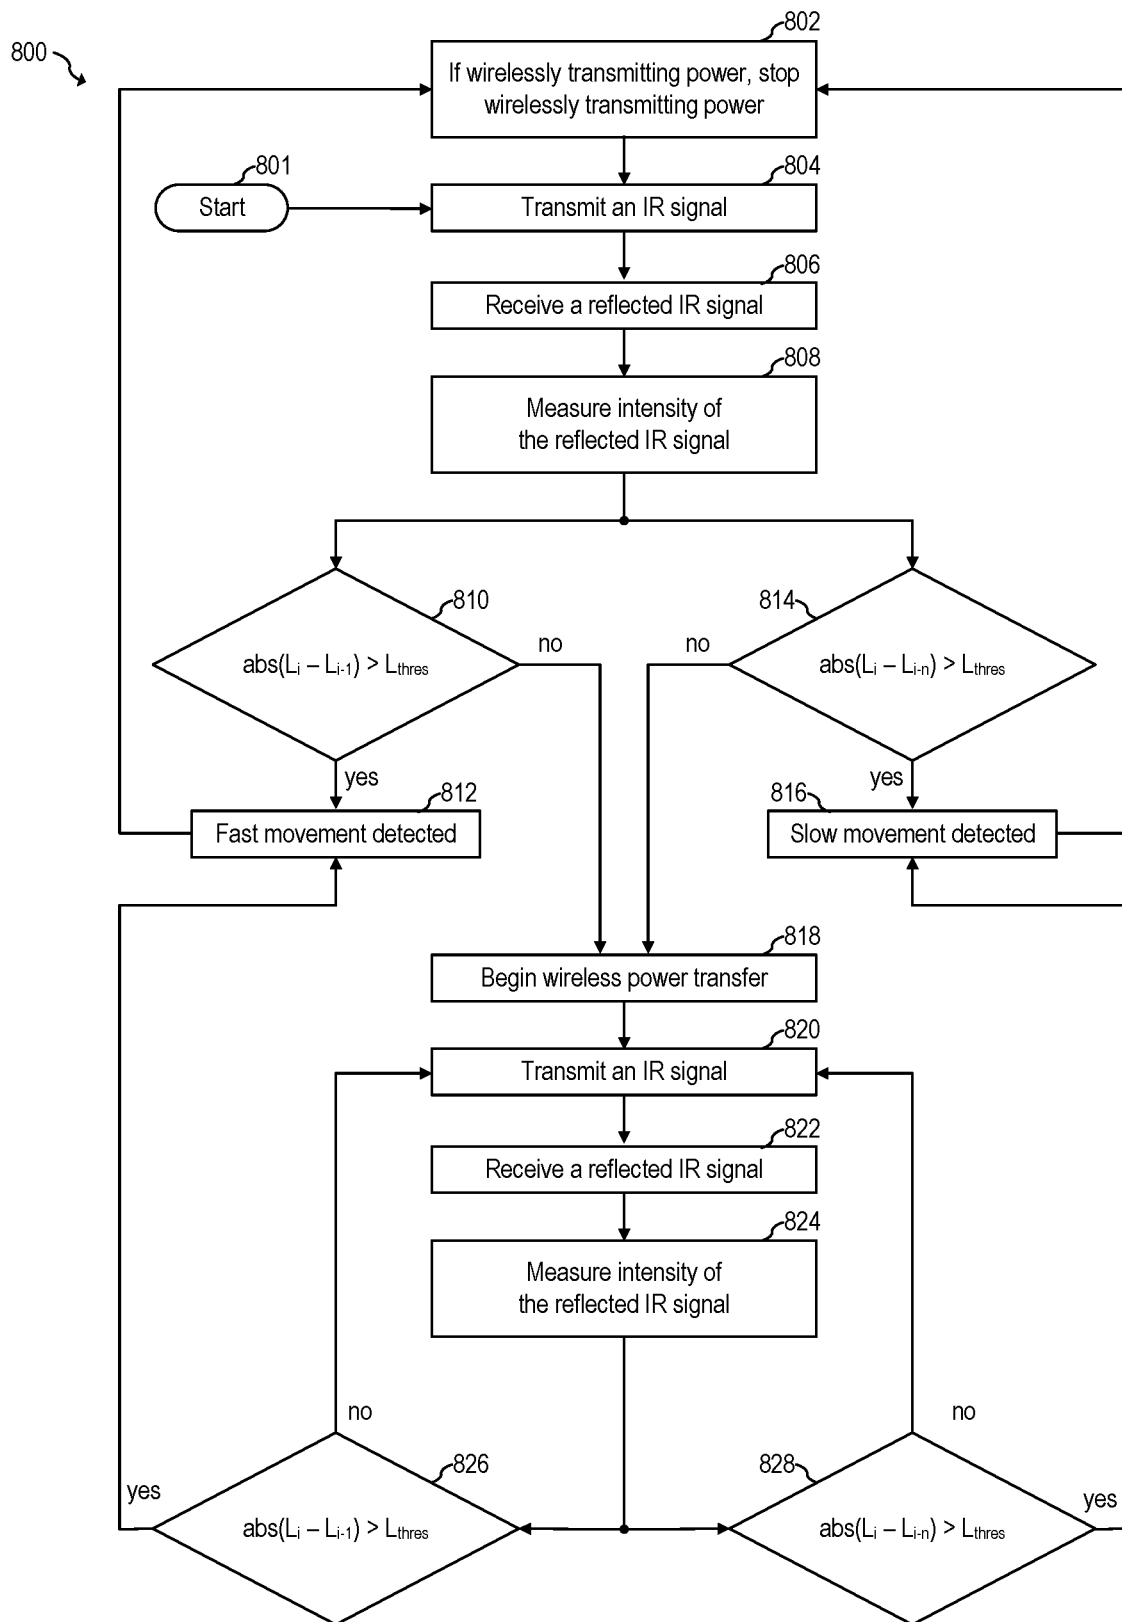 800
802
If wirelessly transmitting power, stop
wirelessly transmitting power
801
Start
804
Transmit an IR signal
806
Receive a reflected IR signal
808
Measure intensity of
the reflected IR signal
810
abs(Lᵢ – Lᵢ₋₁) > Lₜₕᵣₑₛ
no
yes
814
abs(Lᵢ – Lᵢ₋ₙ) > Lₜₕᵣₑₛ
no
yes
812
Fast movement detected
816
Slow movement detected
818
Begin wireless power transfer
820
Transmit an IR signal
822
Receive a reflected IR signal
824
Measure intensity of
the reflected IR signal
no
826
yes
abs(Lᵢ – Lᵢ₋₁) > Lₜₕᵣₑₛ
no
828
yes
abs(Lᵢ – Lᵢ₋ₙ) > Lₜₕᵣₑₛ